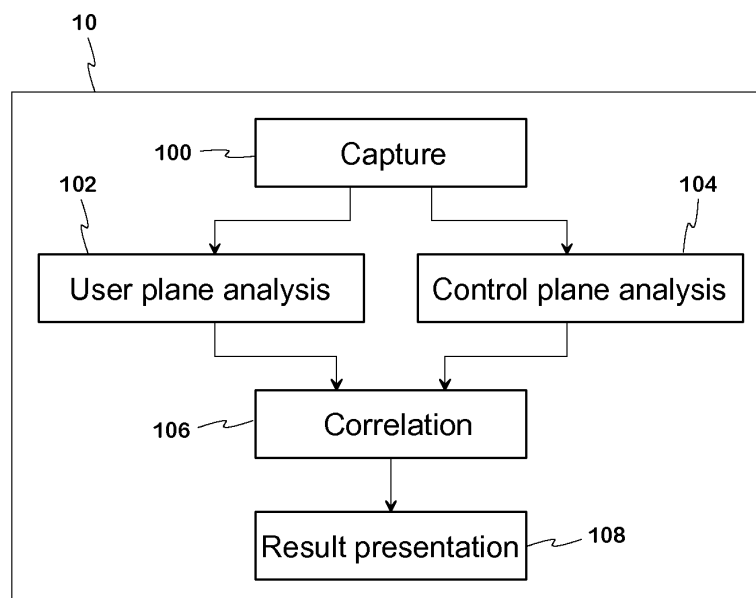 10
100
Capture
102
104
User plane analysis
Control plane analysis
106
Correlation
Result presentation
108